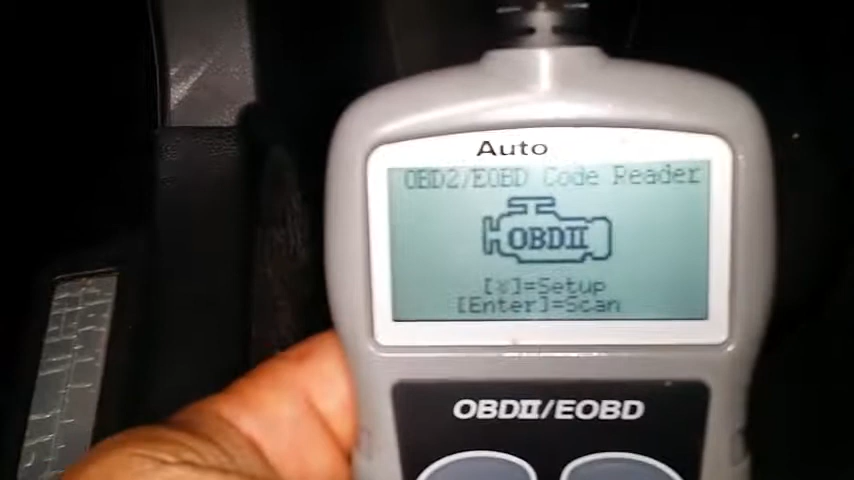 Auto
OBD2/EOBD Code Reader
OBDII
[※]=Setup
[Enter]=Scan
OBDII/EOBD